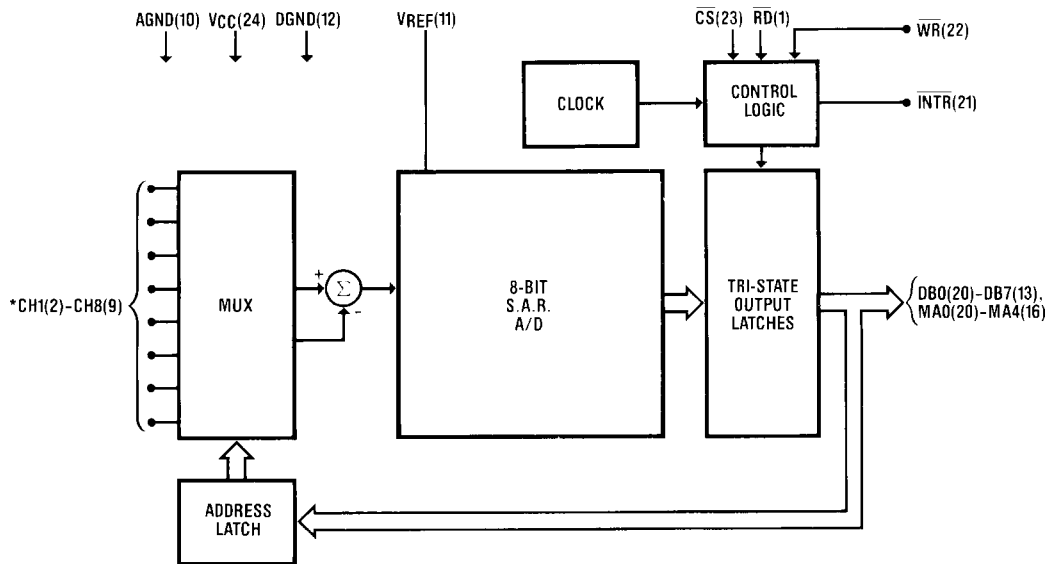 AGND(10) VCC(24) DGND(12) VREF(11) CS(23) RD(1)
WR(22)
CLOCK
CONTROL
LOGIC
INTR(21)
*CH1(2)-CH8(9)
MUX
+
Σ
-
8-BIT
S.A.R.
A/D
TRI-STATE
OUTPUT
LATCHES
DB0(20)-DB7(13),
MA0(20)-MA4(16)
ADDRESS
LATCH